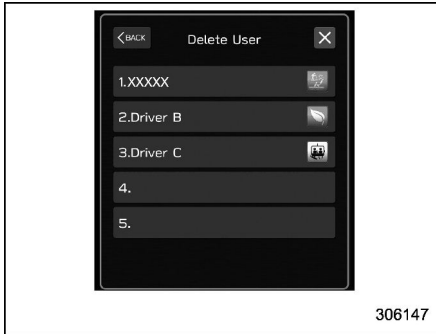 BACK Delete User
1.XXXXX
2.Driver B
3.Driver C
4.
5.
306147